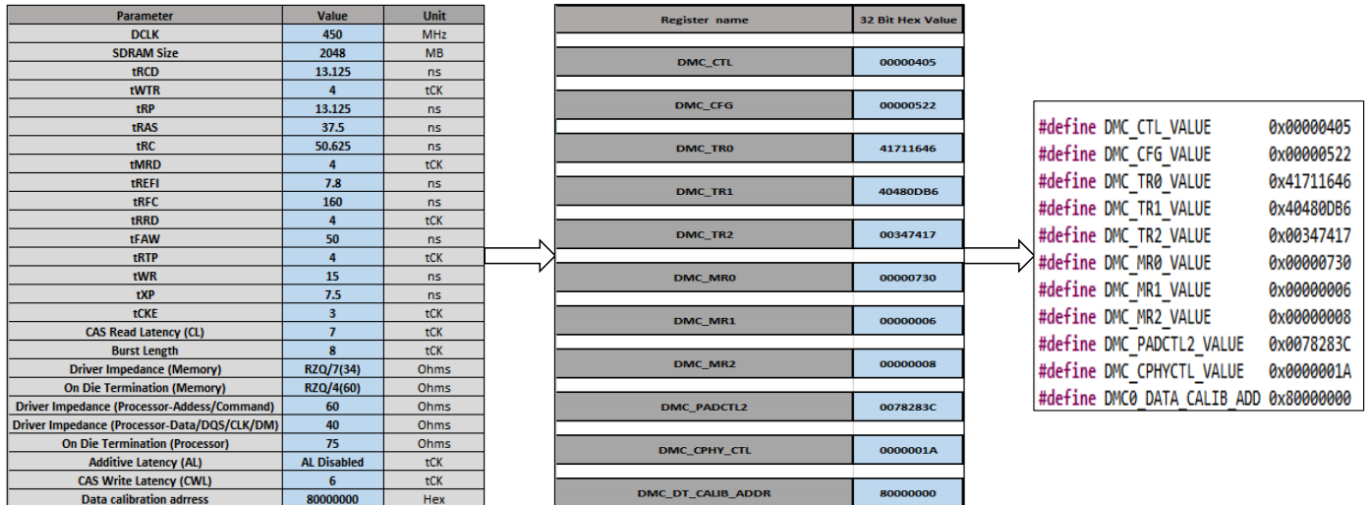 Parameter Value Unit
DCLK 450 MHz
SDRAM Size 2048 MB
tRCD 13.125 ns
tWTR 4 tCK
tRP 13.125 ns
tRAS 37.5 ns
tRC 50.625 ns
tMRD 4 tCK
tREFI 7.8 ns
tRFC 160 ns
tRRD 4 tCK
tFAW 50 ns
tRTP 4 tCK
tWR 15 ns
tXP 7.5 ns
tCKE 3 tCK
CAS Read Latency (CL) 7 tCK
Burst Length 8 tCK
Driver Impedance (Memory) RZQ/7(34) Ohms
On Die Termination (Memory) RZQ/4(60) Ohms
Driver Impedance (Processor-Addess/Command) 60 Ohms
Driver Impedance (Processor-Data/DQS/CLK/DM) 40 Ohms
On Die Termination (Processor) 75 Ohms
Additive Latency (AL) AL Disabled tCK
CAS Write Latency (CWL) 6 tCK
Data calibration adrress 80000000 Hex
Register name 32 Bit Hex Value
DMC_CTL 00000405
DMC_CFG 00000522
DMC_TR0 41711646
DMC_TR1 40480DB6
DMC_TR2 00347417
DMC_MR0 00000730
DMC_MR1 00000006
DMC_MR2 00000008
DMC_PADCTL2 0078283C
DMC_CPHY_CTL 0000001A
DMC_DT_CALIB_ADDR 80000000
#define DMC_CTL_VALUE 0x00000405
#define DMC_CFG_VALUE 0x00000522
#define DMC_TR0_VALUE 0x41711646
#define DMC_TR1_VALUE 0x40480DB6
#define DMC_TR2_VALUE 0x00347417
#define DMC_MR0_VALUE 0x00000730
#define DMC_MR1_VALUE 0x00000006
#define DMC_MR2_VALUE 0x00000008
#define DMC_PADCTL2_VALUE 0x0078283C
#define DMC_CPHYCTL_VALUE 0x0000001A
#define DMC0_DATA_CALIB_ADD 0x80000000